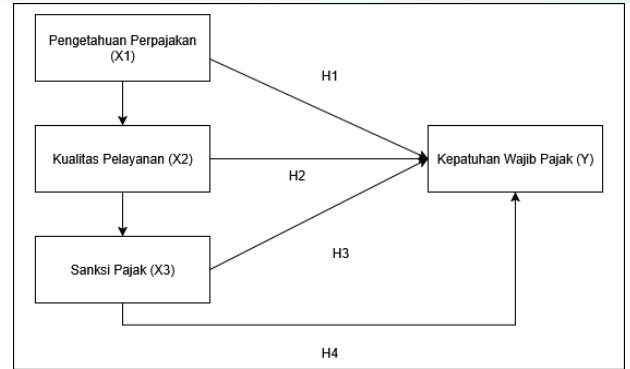 Pengetahuan Perpajakan
(X1)
H1
Kualitas Pelayanan (X2)
Kepatuhan Wajib Pajak (Y)
H2
Sanksi Pajak (X3)
H3
H4